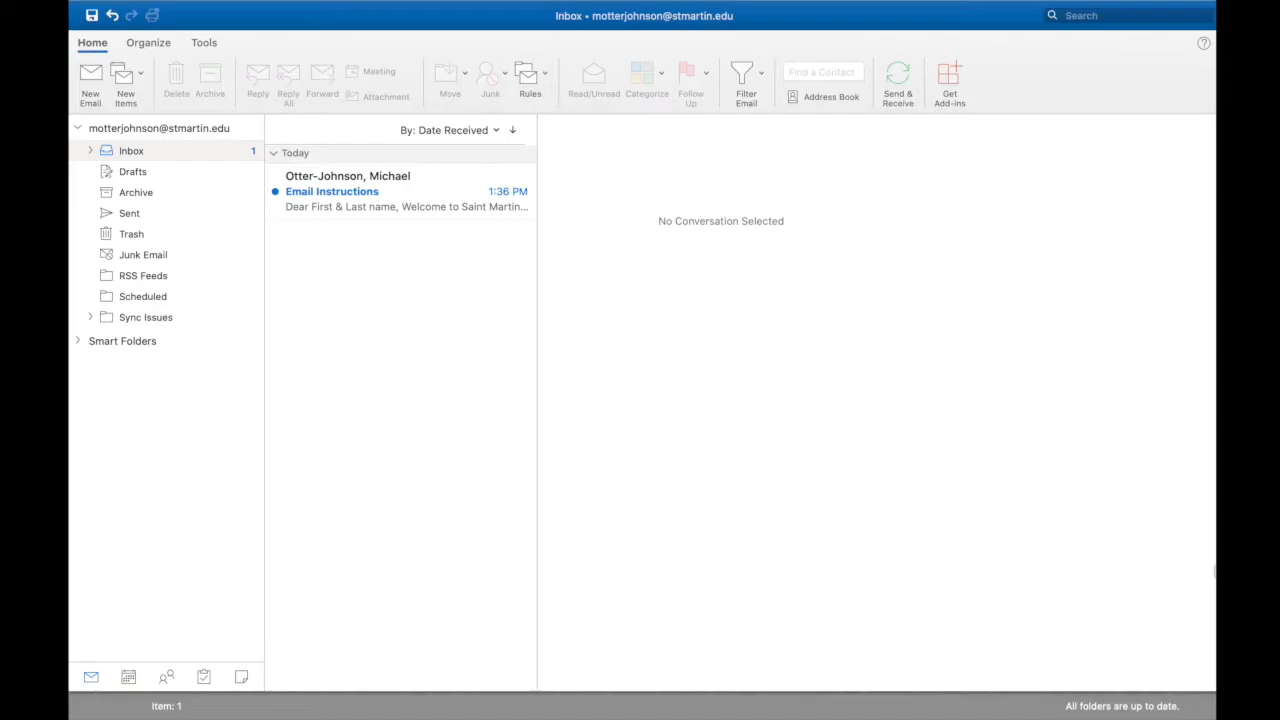 Inbox • motterjohnson@stmartin.edu
Search
Home Organize Tools
New Email
New Items
Delete
Archive
Reply
Reply All
Forward
Meeting
Attachment
Move
Junk
Rules
Read/Unread
Categorize
Follow Up
Filter Email
Find a Contact
Address Book
Send & Receive
Get Add-ins
motterjohnson@stmartin.edu
Inbox 1
Drafts
Archive
Sent
Trash
Junk Email
RSS Feeds
Scheduled
Sync Issues
Smart Folders
By: Date Received
Today
Otter-Johnson, Michael
Email Instructions 1:36 PM
Dear First & Last name, Welcome to Saint Martin...
No Conversation Selected
Item: 1
All folders are up to date.